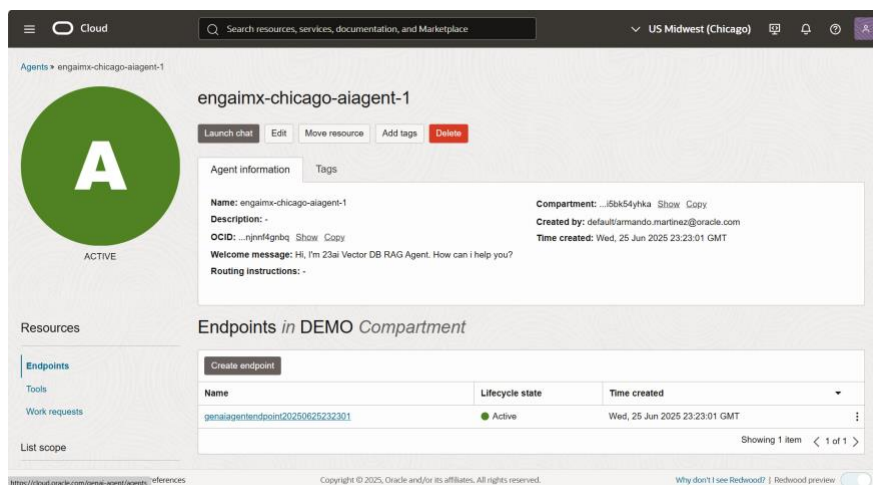 Cloud
Search resources, services, documentation, and Marketplace
US Midwest (Chicago)
Agents » engaimx-chicago-aiagent-1
A
ACTIVE
engaimx-chicago-aiagent-1
Launch chat Edit Move resource Add tags Delete
Agent information Tags
Name: engaimx-chicago-aiagent-1
Description: -
OCID: ...njnnf4gnbq Show Copy
Welcome message: Hi, I'm 23ai Vector DB RAG Agent. How can i help you?
Routing instructions: -
Compartment: ...i5bk54yhka Show Copy
Created by: default/armando.martinez@oracle.com
Time created: Wed, 25 Jun 2025 23:23:01 GMT
Resources
Endpoints
Tools
Work requests
List scope
Endpoints in DEMO Compartment
Create endpoint
Name Lifecycle state Time created
genaiagentendpoint20250625232301 Active Wed, 25 Jun 2025 23:23:01 GMT
Showing 1 item 1 of 1
https://cloud.oracle.com/genai-agent/agents eferences
Copyright © 2025, Oracle and/or its affiliates. All rights reserved.
Why don't I see Redwood? | Redwood preview